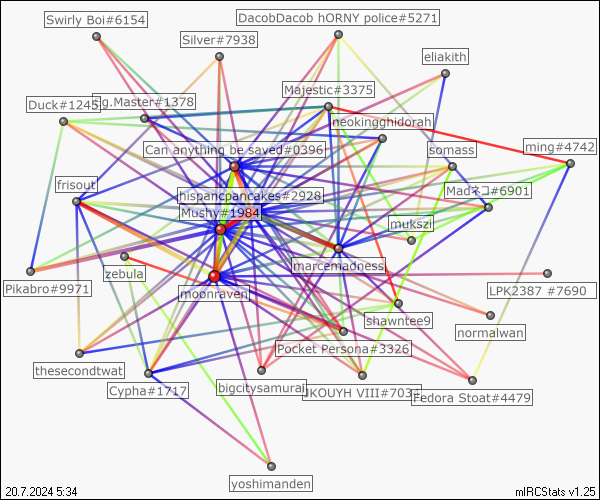 Swirly Boi#6154
DacobDacob hORNY police#5271
Silver#7938
eliakith
Majestic#3375
Duck#1245
g.Master#1378
neokingghidorah
Can anything be saved#0396
somass
ming#4742
frisout
hispancpancakes#2928
Madネコ#6901
Mushy#1984
mukszi
marcemadness
zebula
Pikabro#9971
moonraven
LPK2387 #7690
shawntee9
normalwan
Pocket Persona#3326
thesecondtwat
Cypha#1717
bigcitysamurai
JKOUYH VIII#703
Fedora Stoat#4479
yoshimanden
20.7.2024 5:34
mIRCStats v1.25